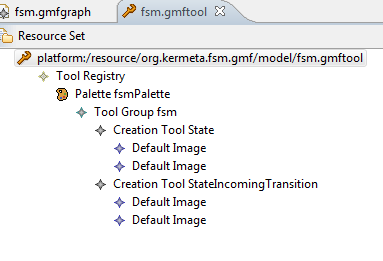 fsm.gmfgraph
fsm.gmftool
Resource Set
platform:/resource/org.kermeta.fsm.gmf/model/fsm.gmftool
Tool Registry
Palette fsmPalette
Tool Group fsm
Creation Tool State
Default Image
Default Image
Creation Tool StateIncomingTransition
Default Image
Default Image